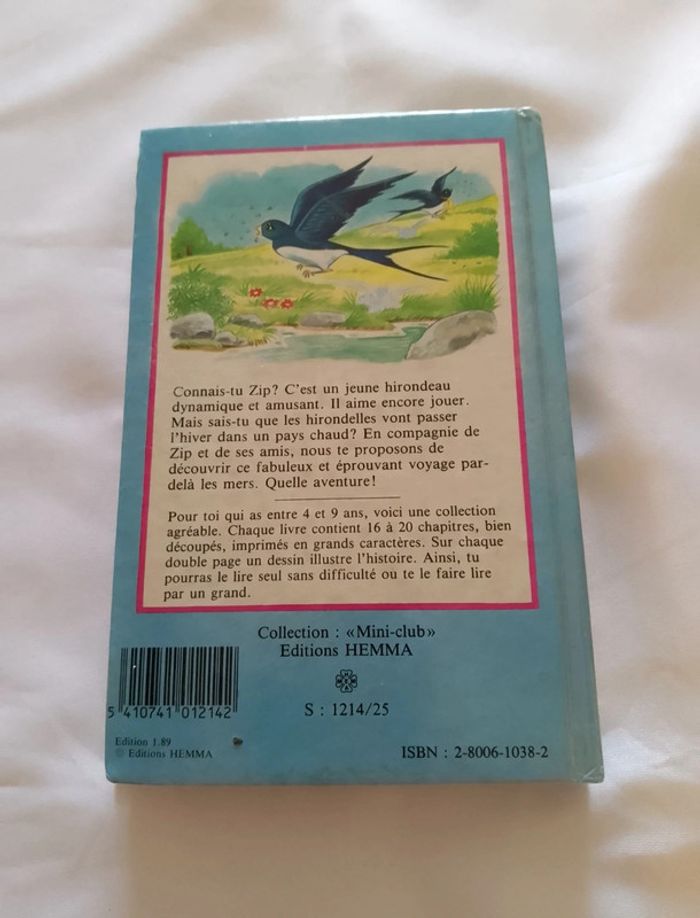 Connais-tu Zip? C'est un jeune hirondeau
dynamique et amusant. Il aime encore jouer.
Mais sais-tu que les hirondelles vont passer
l'hiver dans un pays chaud? En compagnie de
Zip et de ses amis, nous te proposons de
découvrir ce fabuleux et éprouvant voyage par-
delà les mers. Quelle aventure!
Pour toi qui as entre 4 et 9 ans, voici une collection
agréable. Chaque livre contient 16 à 20 chapitres, bien
découpés, imprimés en grands caractères. Sur chaque
double page un dessin illustre l'histoire. Ainsi, tu
pourras le lire seul sans difficulté ou te le faire lire
par un grand.
Collection : «Mini-club»
Editions HEMMA
S : 1214/25
5 410741 012142
Edition 1.89
© Editions HEMMA
ISBN : 2-8006-1038-2